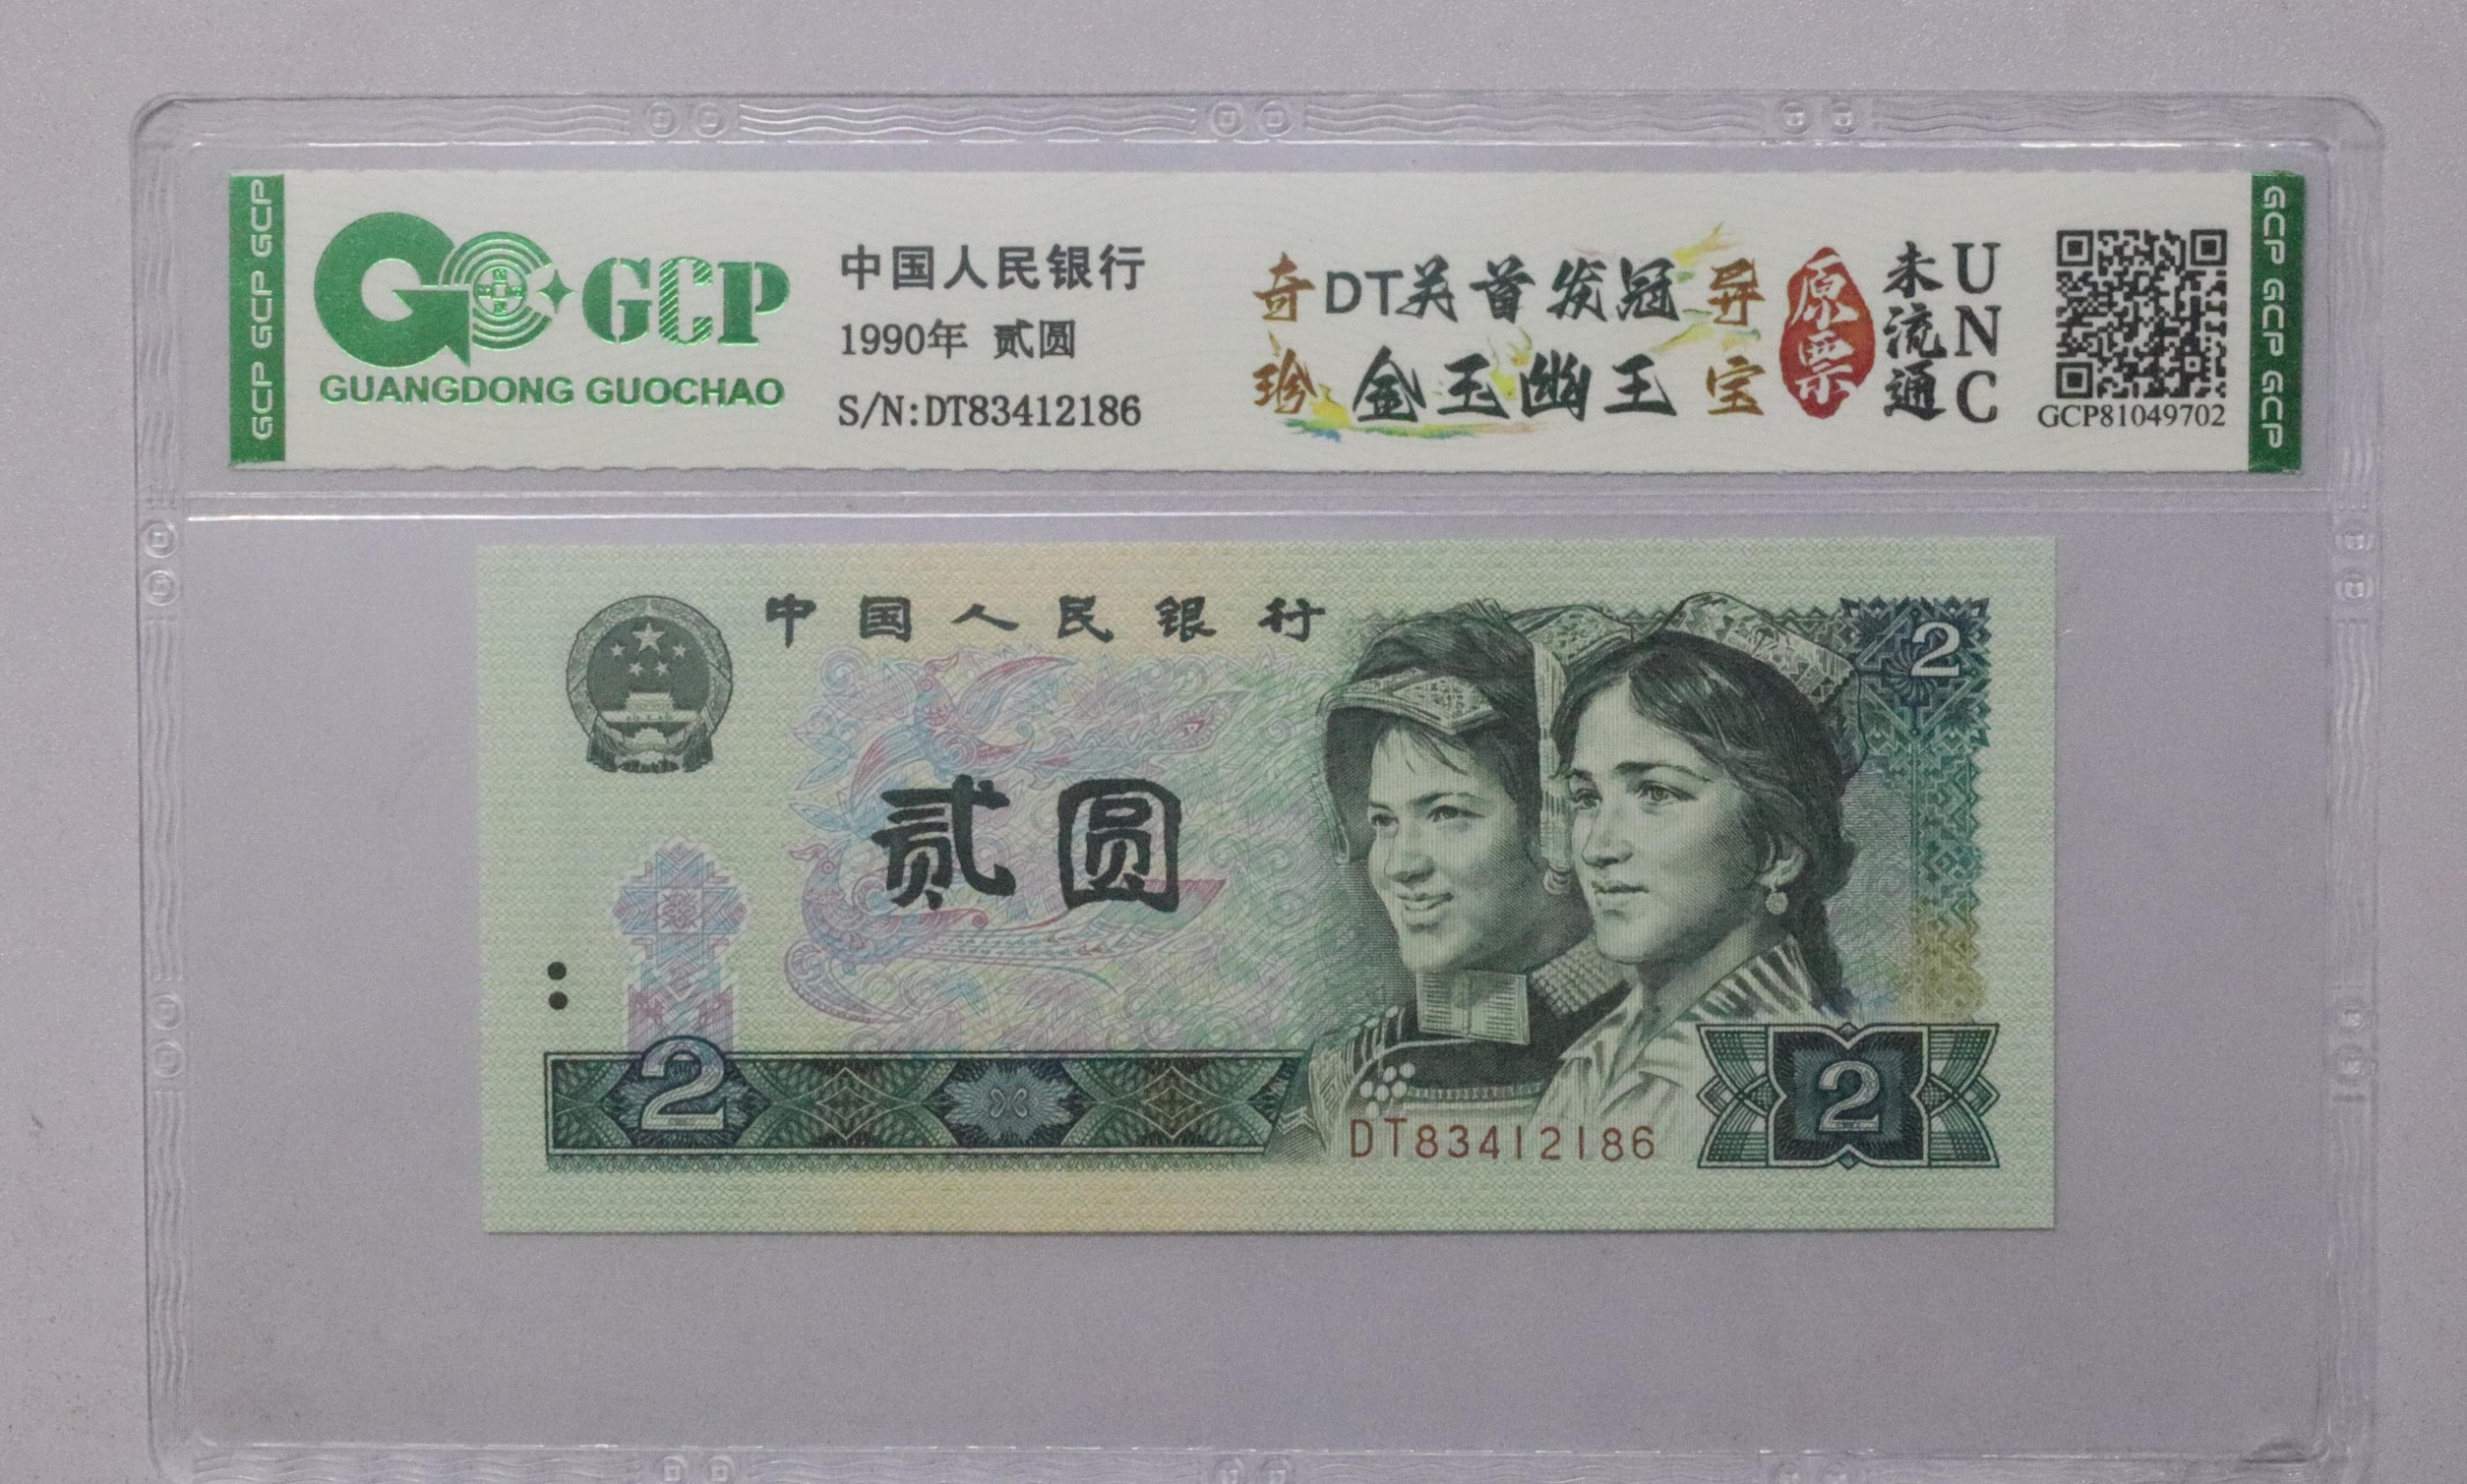 GCP GCP GCP
GCP
GUANGDONG GUOCHAO
中国人民银行
1990年 贰圆
S/N:DT83412186
奇珍
DT关首发冠
金玉幽王
异宝
原票
未流通
UNC
GCP81049702
GCP GCP GCP
中国人民银行
2
贰圆
2
DT83412186
2